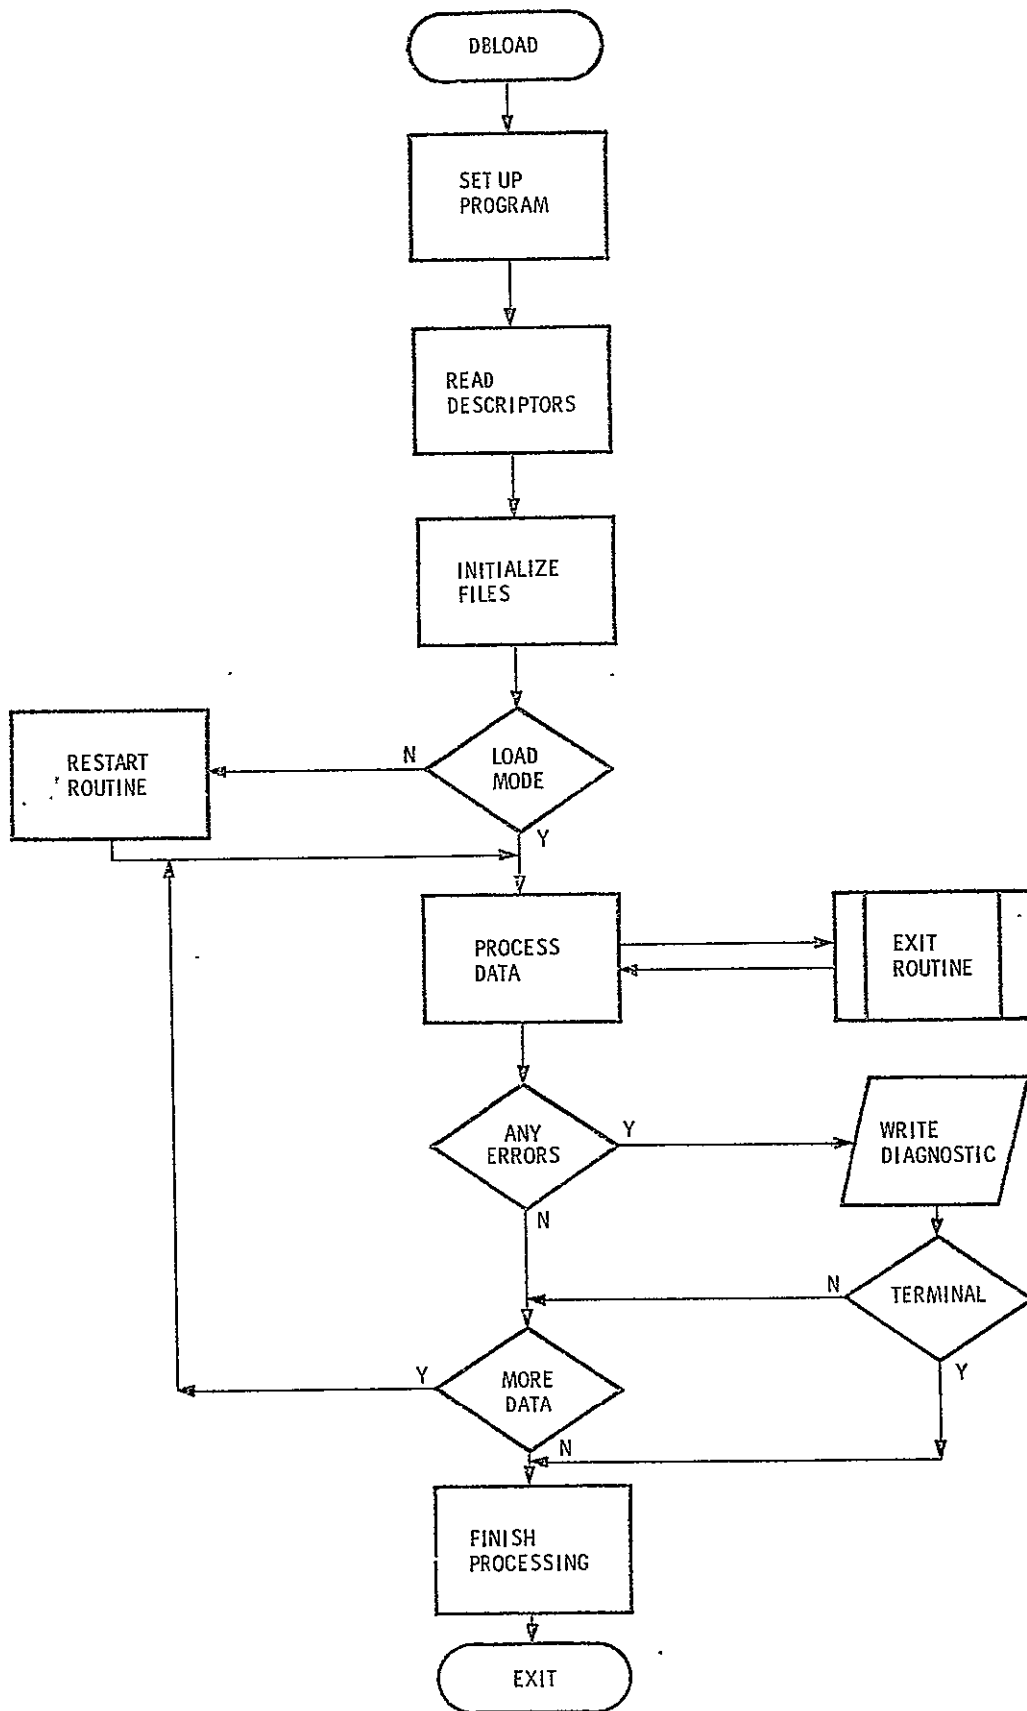 DBLOAD
SET UP
PROGRAM
READ
DESCRIPTORS
INITIALIZE
FILES
RESTART
ROUTINE
N
LOAD
MODE
Y
PROCESS
DATA
EXIT
ROUTINE
ANY
ERRORS
Y
WRITE
DIAGNOSTIC
N
N
TERMINAL
Y
MORE
DATA
Y
N
FINISH
PROCESSING
EXIT